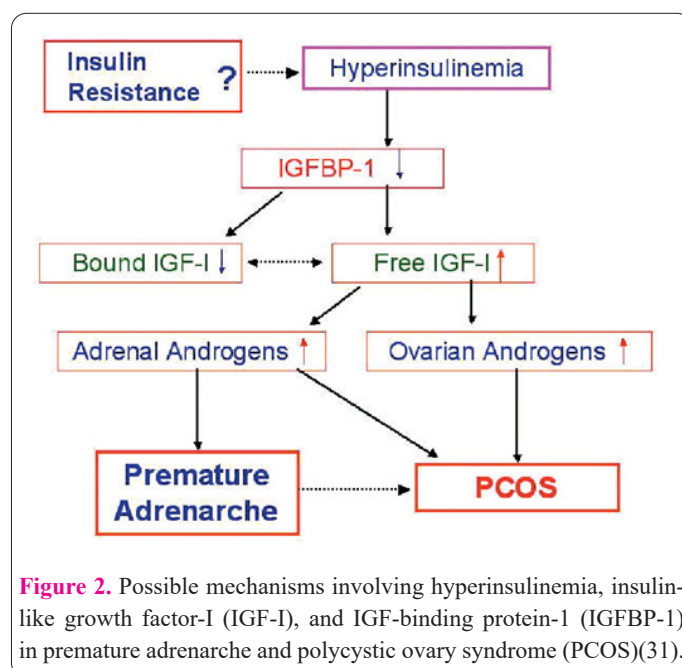 Insulin
Resistance ?
Hyperinsulinemia
IGFBP-1 ↓
Bound IGF-I ↓
Free IGF-I ↑
Adrenal Androgens ↑
Ovarian Androgens ↑
Premature
Adrenarche
PCOS
Figure 2. Possible mechanisms involving hyperinsulinemia, insulin-
like growth factor-I (IGF-I), and IGF-binding protein-1 (IGFBP-1)
in premature adrenarche and polycystic ovary syndrome (PCOS)(31).